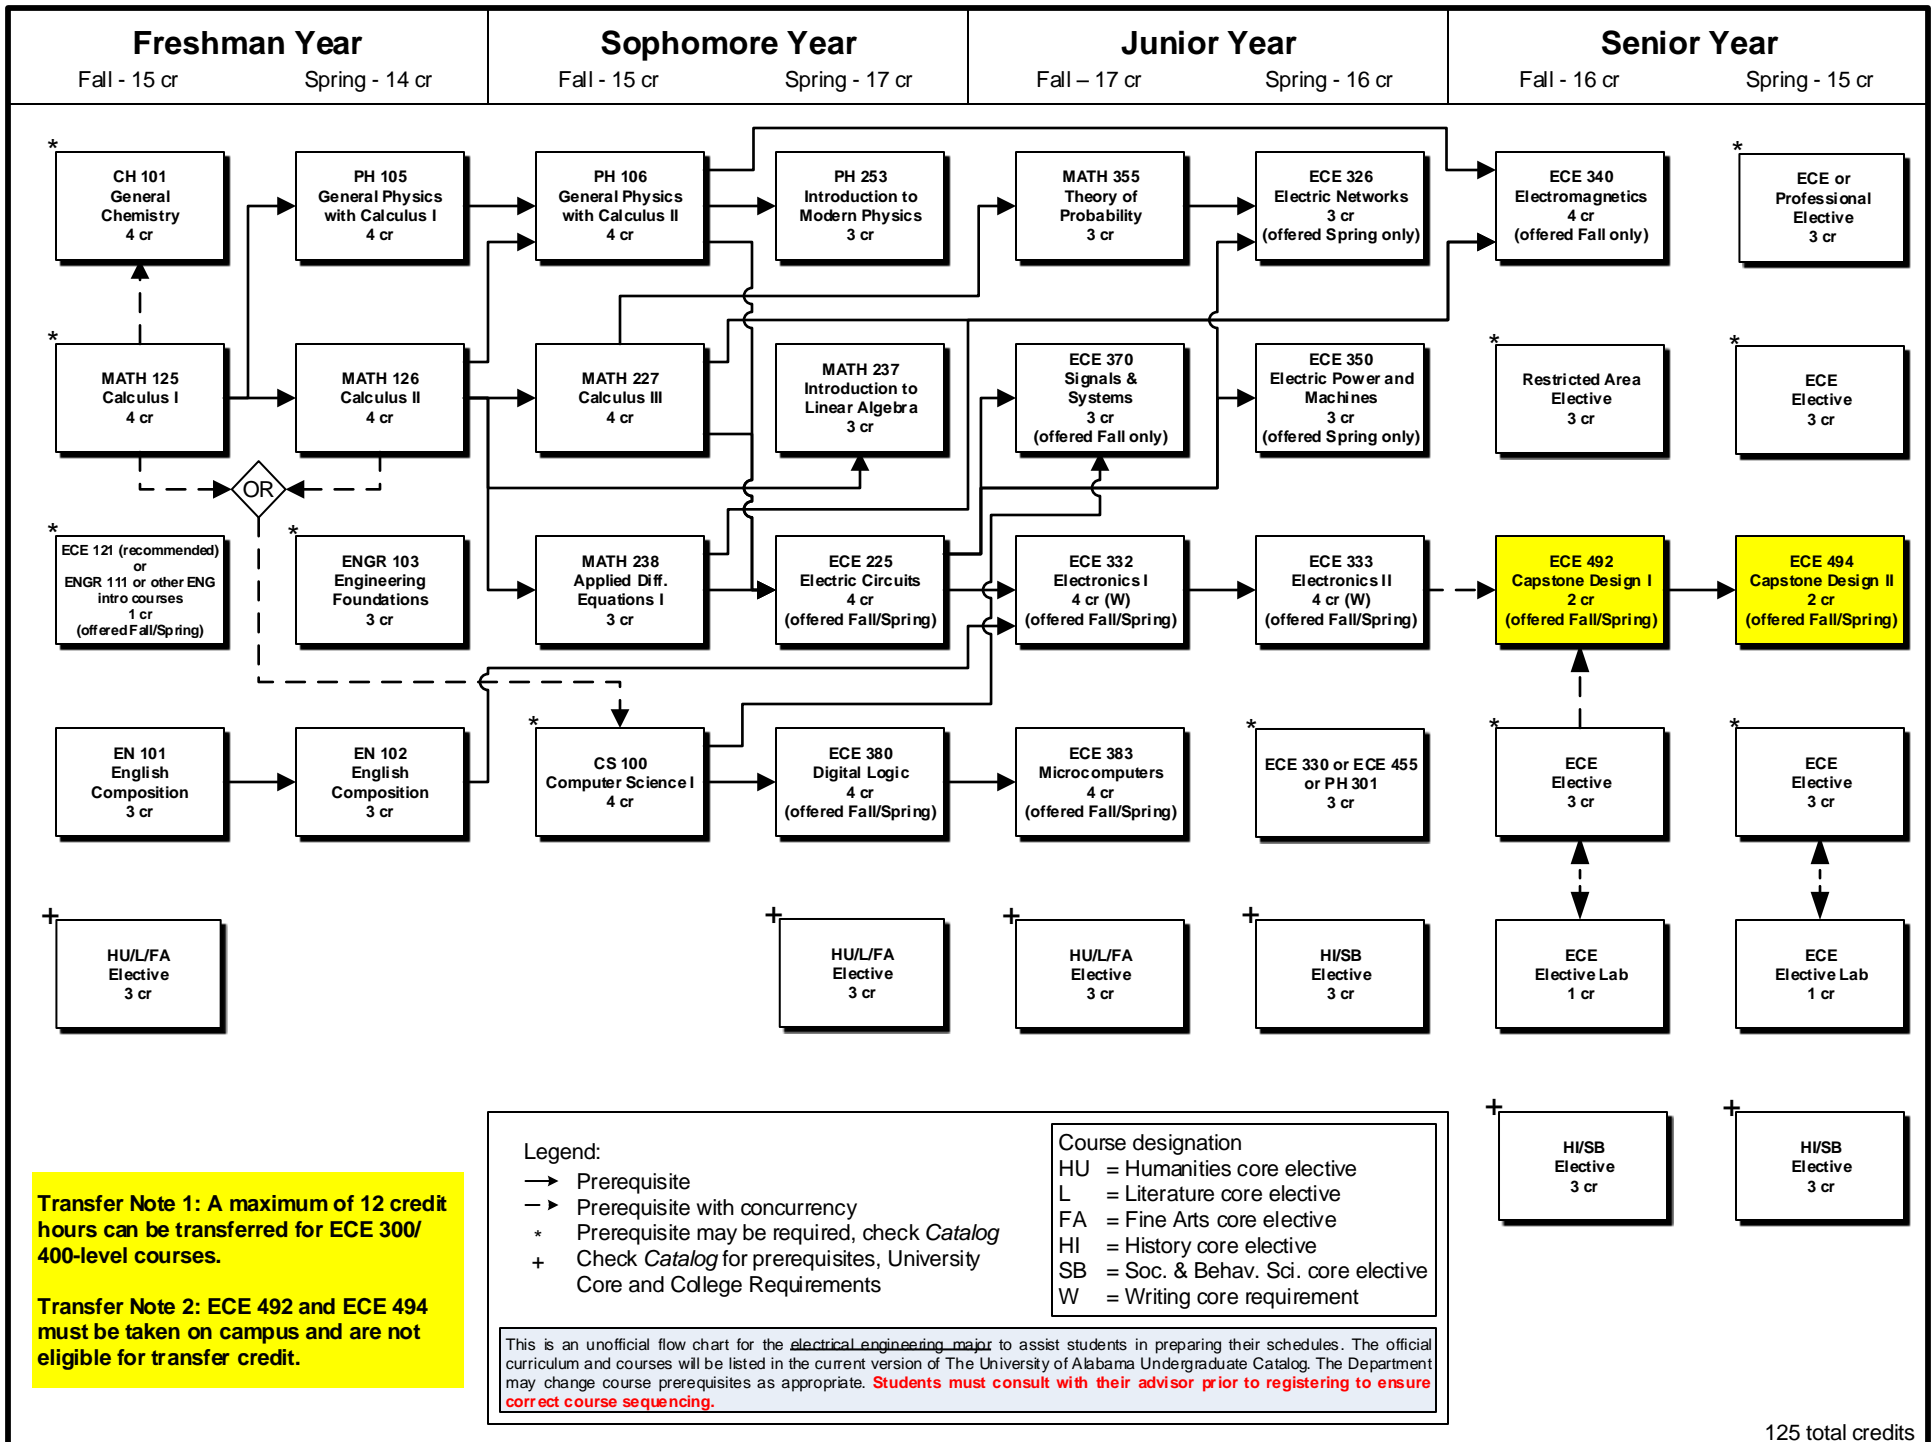 Freshman Year
Fall - 15 cr
Spring - 14 cr
Sophomore Year
Fall - 15 cr
Spring - 17 cr
Junior Year
Fall – 17 cr
Spring - 16 cr
Senior Year
Fall - 16 cr
Spring - 15 cr
*
CH 101
General
Chemistry
4 cr
PH 105
General Physics
with Calculus I
4 cr
PH 106
General Physics
with Calculus II
4 cr
PH 253
Introduction to
Modern Physics
3 cr
MATH 355
Theory of
Probability
3 cr
ECE 326
Electric Networks
3 cr
(offered Spring only)
ECE 340
Electromagnetics
4 cr
(offered Fall only)
*
ECE or
Professional
Elective
3 cr
*
MATH 125
Calculus I
4 cr
MATH 126
Calculus II
4 cr
MATH 227
Calculus III
4 cr
MATH 237
Introduction to
Linear Algebra
3 cr
ECE 370
Signals &
Systems
3 cr
(offered Fall only)
ECE 350
Electric Power and
Machines
3 cr
(offered Spring only)
*
Restricted Area
Elective
3 cr
*
ECE
Elective
3 cr
OR
*
ECE 121 (recommended)
or
ENGR 111 or other ENG
intro courses
1 cr
(offered Fall/Spring)
*
ENGR 103
Engineering
Foundations
3 cr
MATH 238
Applied Diff.
Equations I
3 cr
ECE 225
Electric Circuits
4 cr
(offered Fall/Spring)
ECE 332
Electronics I
4 cr (W)
(offered Fall/Spring)
ECE 333
Electronics II
4 cr (W)
(offered Fall/Spring)
ECE 492
Capstone Design I
2 cr
(offered Fall/Spring)
ECE 494
Capstone Design II
2 cr
(offered Fall/Spring)
EN 101
English
Composition
3 cr
EN 102
English
Composition
3 cr
*
CS 100
Computer Science I
4 cr
ECE 380
Digital Logic
4 cr
(offered Fall/Spring)
ECE 383
Microcomputers
4 cr
(offered Fall/Spring)
*
ECE 330 or ECE 455
or PH 301
3 cr
*
ECE
Elective
3 cr
*
ECE
Elective
3 cr
+
HU/L/FA
Elective
3 cr
+
HU/L/FA
Elective
3 cr
+
HU/L/FA
Elective
3 cr
+
HI/SB
Elective
3 cr
ECE
Elective Lab
1 cr
ECE
Elective Lab
1 cr
+
HI/SB
Elective
3 cr
+
HI/SB
Elective
3 cr
Transfer Note 1: A maximum of 12 credit
hours can be transferred for ECE 300/
400-level courses.
Transfer Note 2: ECE 492 and ECE 494
must be taken on campus and are not
eligible for transfer credit.
Legend:
Prerequisite
Prerequisite with concurrency
* Prerequisite may be required, check Catalog
+ Check Catalog for prerequisites, University
Core and College Requirements
Course designation
HU = Humanities core elective
L = Literature core elective
FA = Fine Arts core elective
HI = History core elective
SB = Soc. & Behav. Sci. core elective
W = Writing core requirement
This is an unofficial flow chart for the electrical engineering major to assist students in preparing their schedules. The official
curriculum and courses will be listed in the current version of The University of Alabama Undergraduate Catalog. The Department
may change course prerequisites as appropriate. Students must consult with their advisor prior to registering to ensure
correct course sequencing.
125 total credits